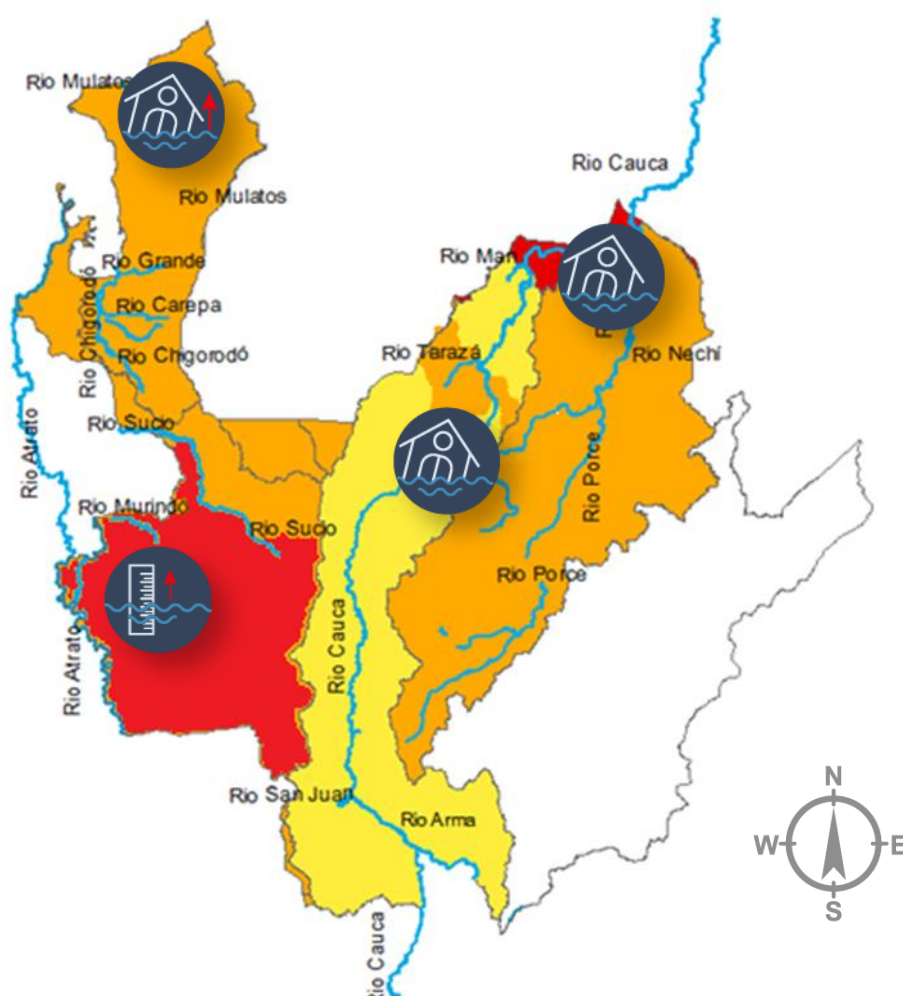 Rio Mulatos
Rio Cauca
Rio Mulatos
Rio Man
Rio Grande
Rio Carepa
Rio Chigorodó
Rio Chigorodó
Rio Tarazá
Rio Nechí
Rio Sucio
Rio Atrato
Rio Porce
Rio Murindó
Rio Sucio
Rio Porce
Rio Cauca
Rio Atrato
Rio San Juan
Rio Arma
Rio Cauca
N
W
E
S